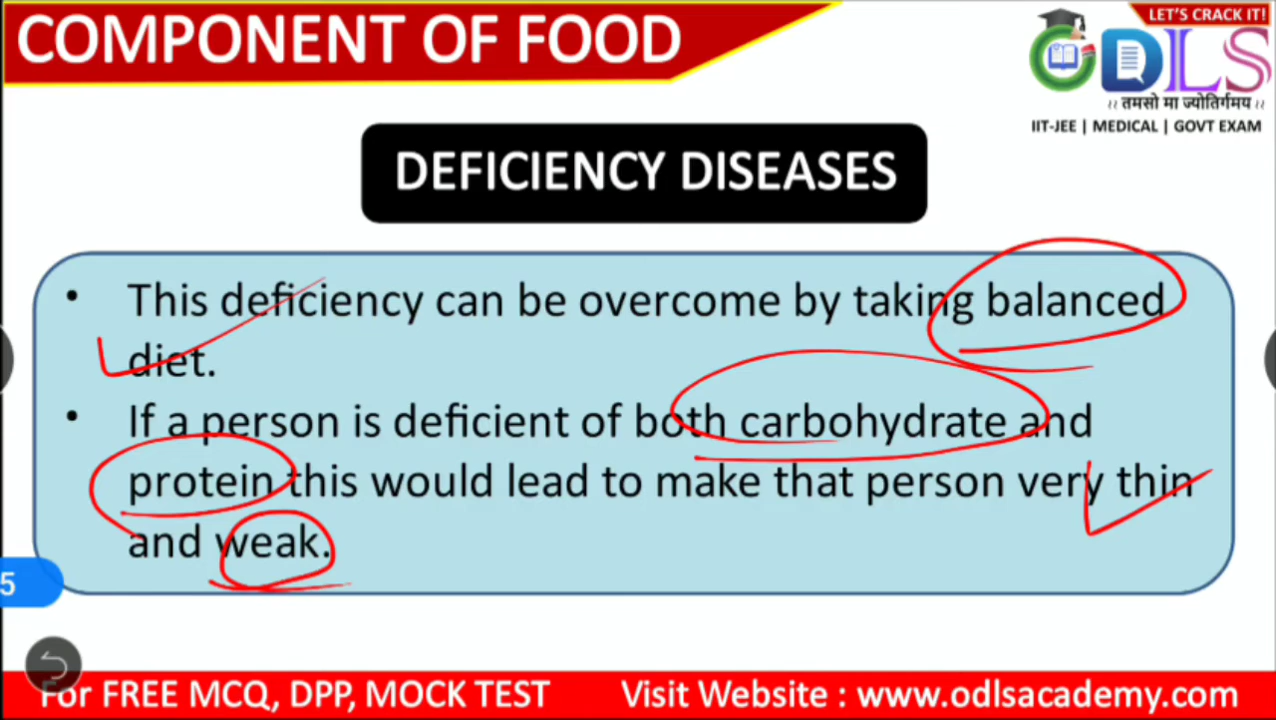 COMPONENT OF FOOD
LET'S CRACK IT!
ODLS
।। तमसो मा ज्योतिर्गमय ।।
IIT-JEE | MEDICAL | GOVT EXAM
DEFICIENCY DISEASES
• This deficiency can be overcome by taking balanced
diet.
• If a person is deficient of both carbohydrate and
protein this would lead to make that person very thin
and weak.
5
For FREE MCQ, DPP, MOCK TEST Visit Website : www.odlsacademy.com